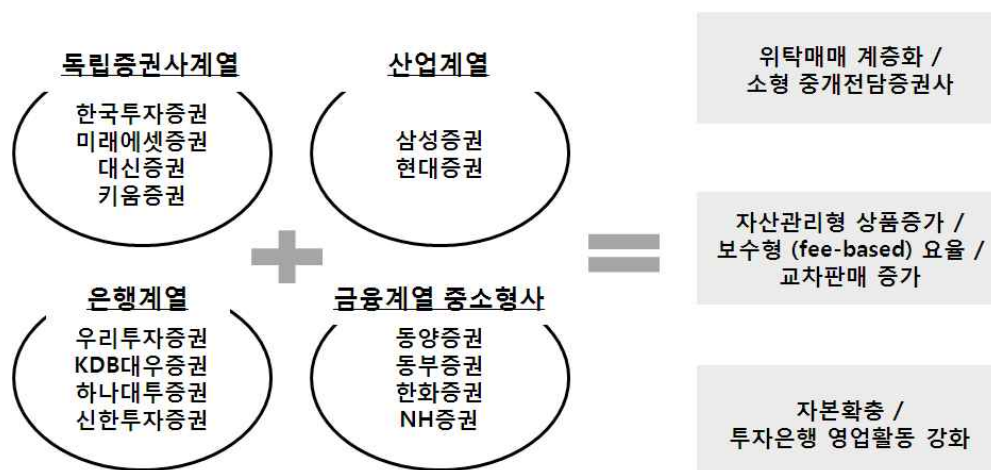 독립증권사계열
한국투자증권
미래에셋증권
대신증권
키움증권
산업계열
삼성증권
현대증권
은행계열
우리투자증권
KDB대우증권
하나대투증권
신한투자증권
금융계열 중소형사
동양증권
동부증권
한화증권
NH증권
위탁매매 계층화 /
소형 중개전담증권사
자산관리형 상품증가 /
보수형 (fee-based) 요율 /
교차판매 증가
자본확충 /
투자은행 영업활동 강화